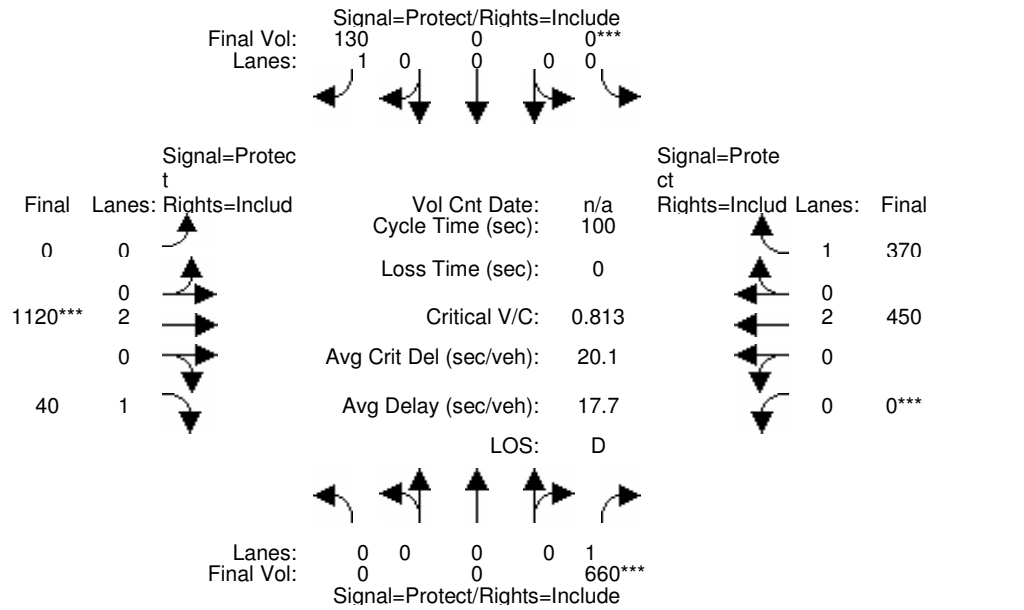 Signal=Protect/Rights=Include
Final Vol: 130 0 0***
Lanes: 1 0 0 0 0
Signal=Protec
t
Signal=Prote
ct
Final Lanes: Rights=Includ Vol Cnt Date: n/a Rights=Includ Lanes: Final
Cycle Time (sec): 100
0 0 1 370
Loss Time (sec): 0
0 0
1120*** 2 Critical V/C: 0.813 2 450
0 Avg Crit Del (sec/veh): 20.1 0
40 1 Avg Delay (sec/veh): 17.7 0 0***
LOS: D
Lanes: 0 0 0 0 1
Final Vol: 0 0 660***
Signal=Protect/Rights=Include